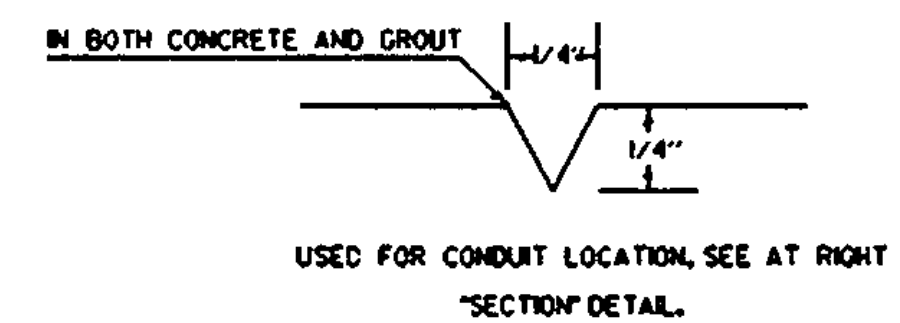 IN BOTH CONCRETE AND GROUT
1/4"
1/4"
USED FOR CONDUIT LOCATION, SEE AT RIGHT
"SECTION" DETAIL.